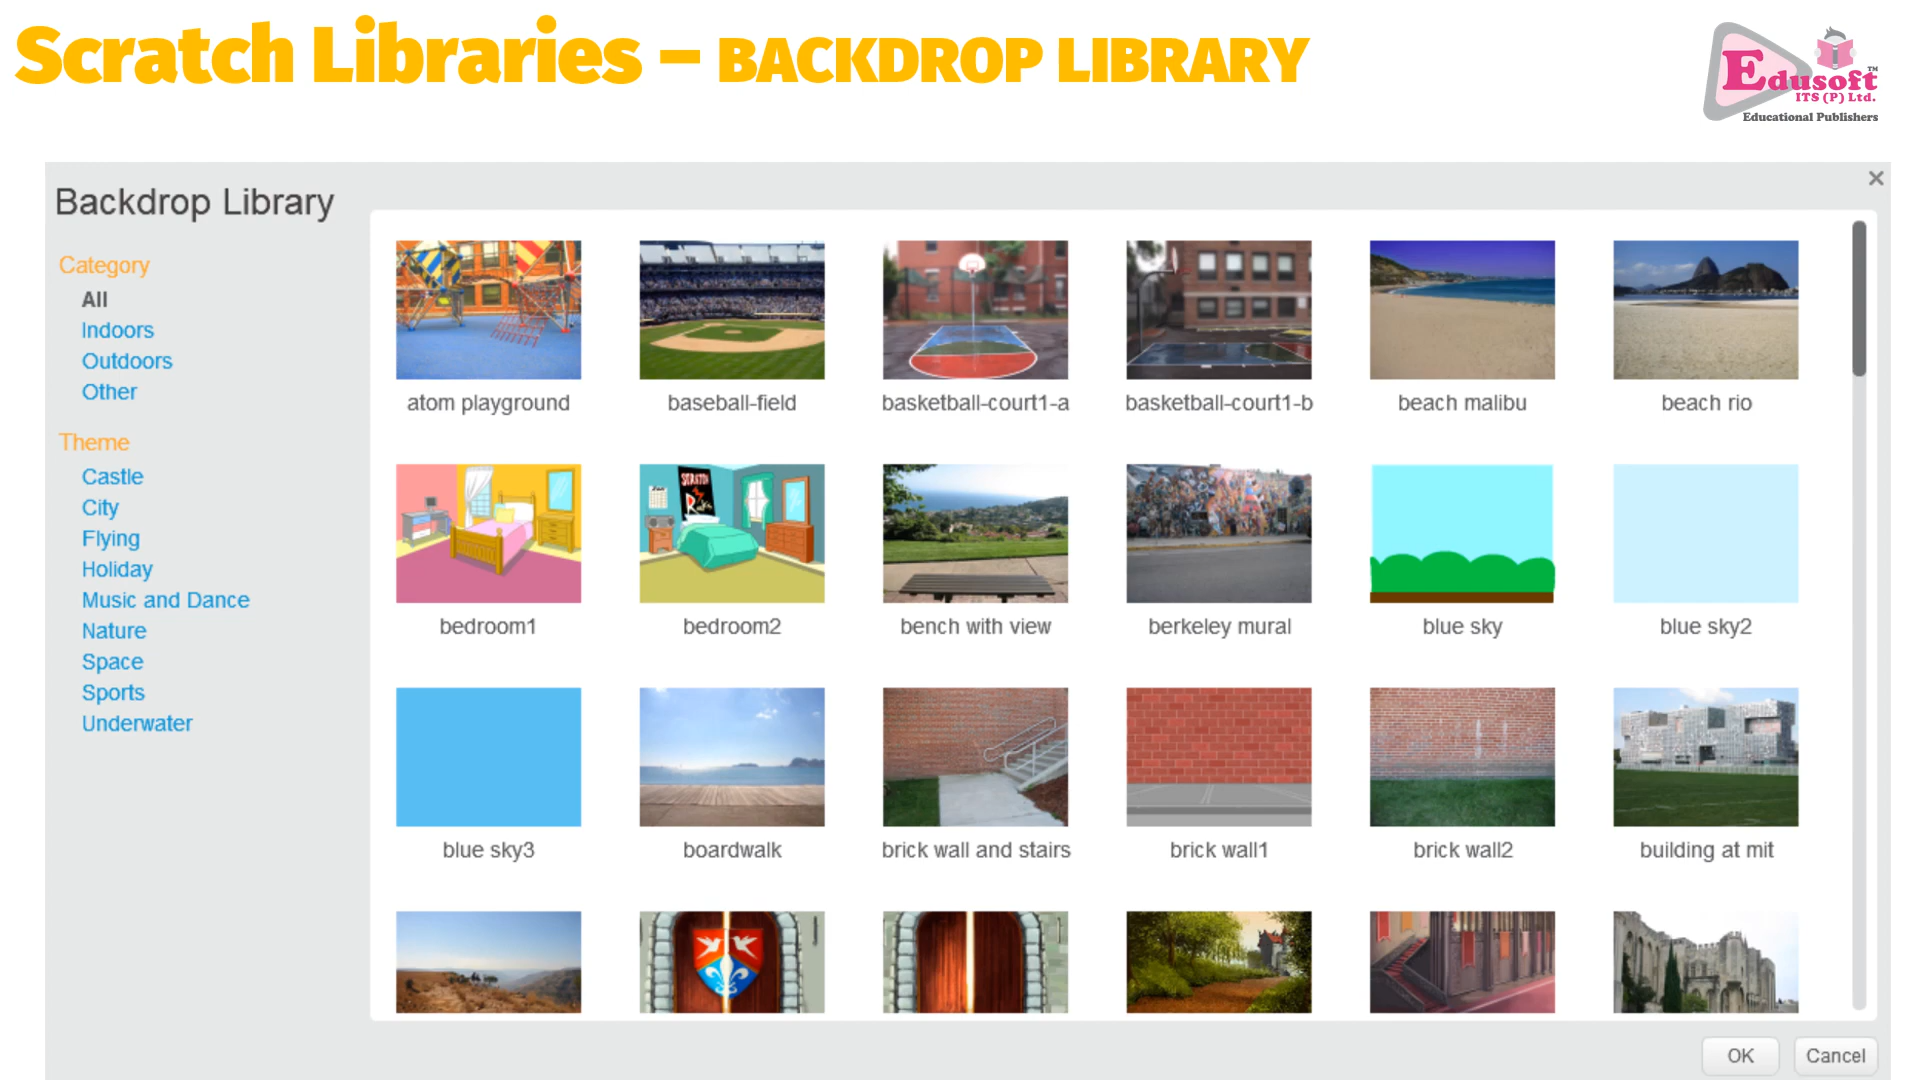 Scratch Libraries – BACKDROP LIBRARY
Edusoft™
ITS (P) Ltd.
Educational Publishers
Backdrop Library
×
Category
All
Indoors
Outdoors
Other
Theme
Castle
City
Flying
Holiday
Music and Dance
Nature
Space
Sports
Underwater
atom playground
baseball-field
basketball-court1-a
basketball-court1-b
beach malibu
beach rio
SCRATCH
bedroom1
bedroom2
bench with view
berkeley mural
blue sky
blue sky2
blue sky3
boardwalk
brick wall and stairs
brick wall1
brick wall2
building at mit
OK
Cancel